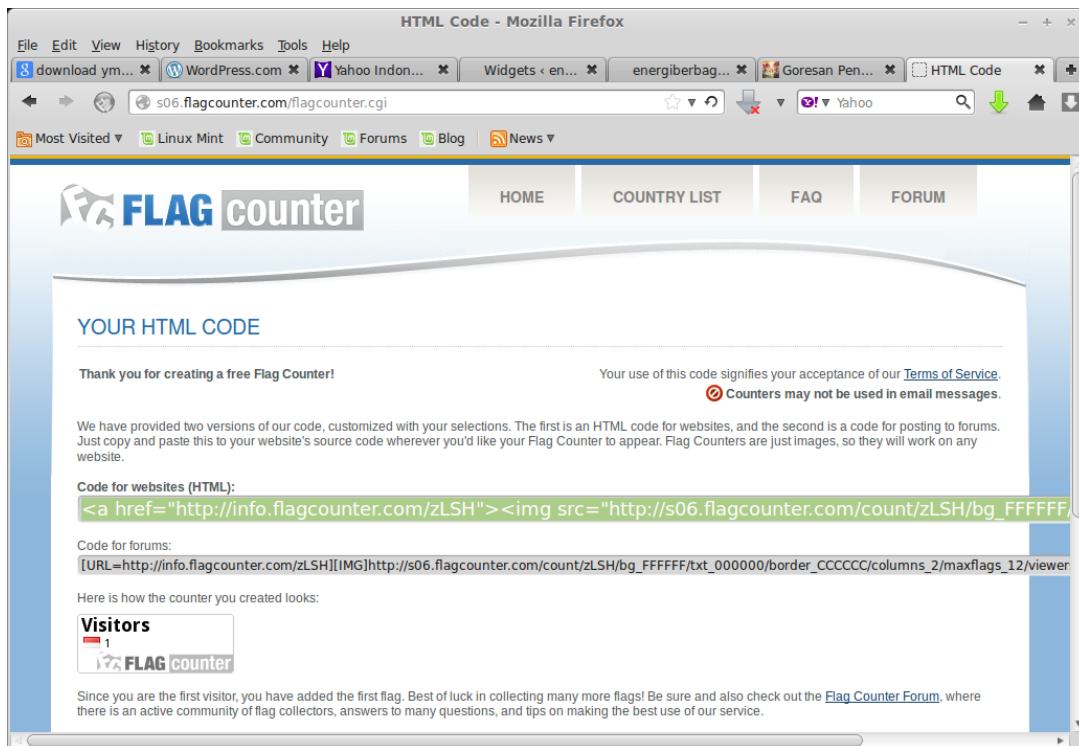 HTML Code - Mozilla Firefox
File Edit View History Bookmarks Tools Help
download ym... WordPress.com Yahoo Indon... Widgets ‹ en... energiberbag... Goresan Pen... HTML Code
s06.flagcounter.com/flagcounter.cgi Yahoo
Most Visited Linux Mint Community Forums Blog News
FLAG counter HOME COUNTRY LIST FAQ FORUM
YOUR HTML CODE
Thank you for creating a free Flag Counter! Your use of this code signifies your acceptance of our Terms of Service.
Counters may not be used in email messages.
We have provided two versions of our code, customized with your selections. The first is an HTML code for websites, and the second is a code for posting to forums.
Just copy and paste this to your website's source code wherever you'd like your Flag Counter to appear. Flag Counters are just images, so they will work on any
website.
Code for websites (HTML):
<a href="http://info.flagcounter.com/zLSH"><img src="http://s06.flagcounter.com/count/zLSH/bg_FFFFFF/
Code for forums:
[URL=http://info.flagcounter.com/zLSH][IMG]http://s06.flagcounter.com/count/zLSH/bg_FFFFFF/txt_000000/border_CCCCCC/columns_2/maxflags_12/viewer
Here is how the counter you created looks:
Visitors
1
FLAG counter
Since you are the first visitor, you have added the first flag. Best of luck in collecting many more flags! Be sure and also check out the Flag Counter Forum, where
there is an active community of flag collectors, answers to many questions, and tips on making the best use of our service.